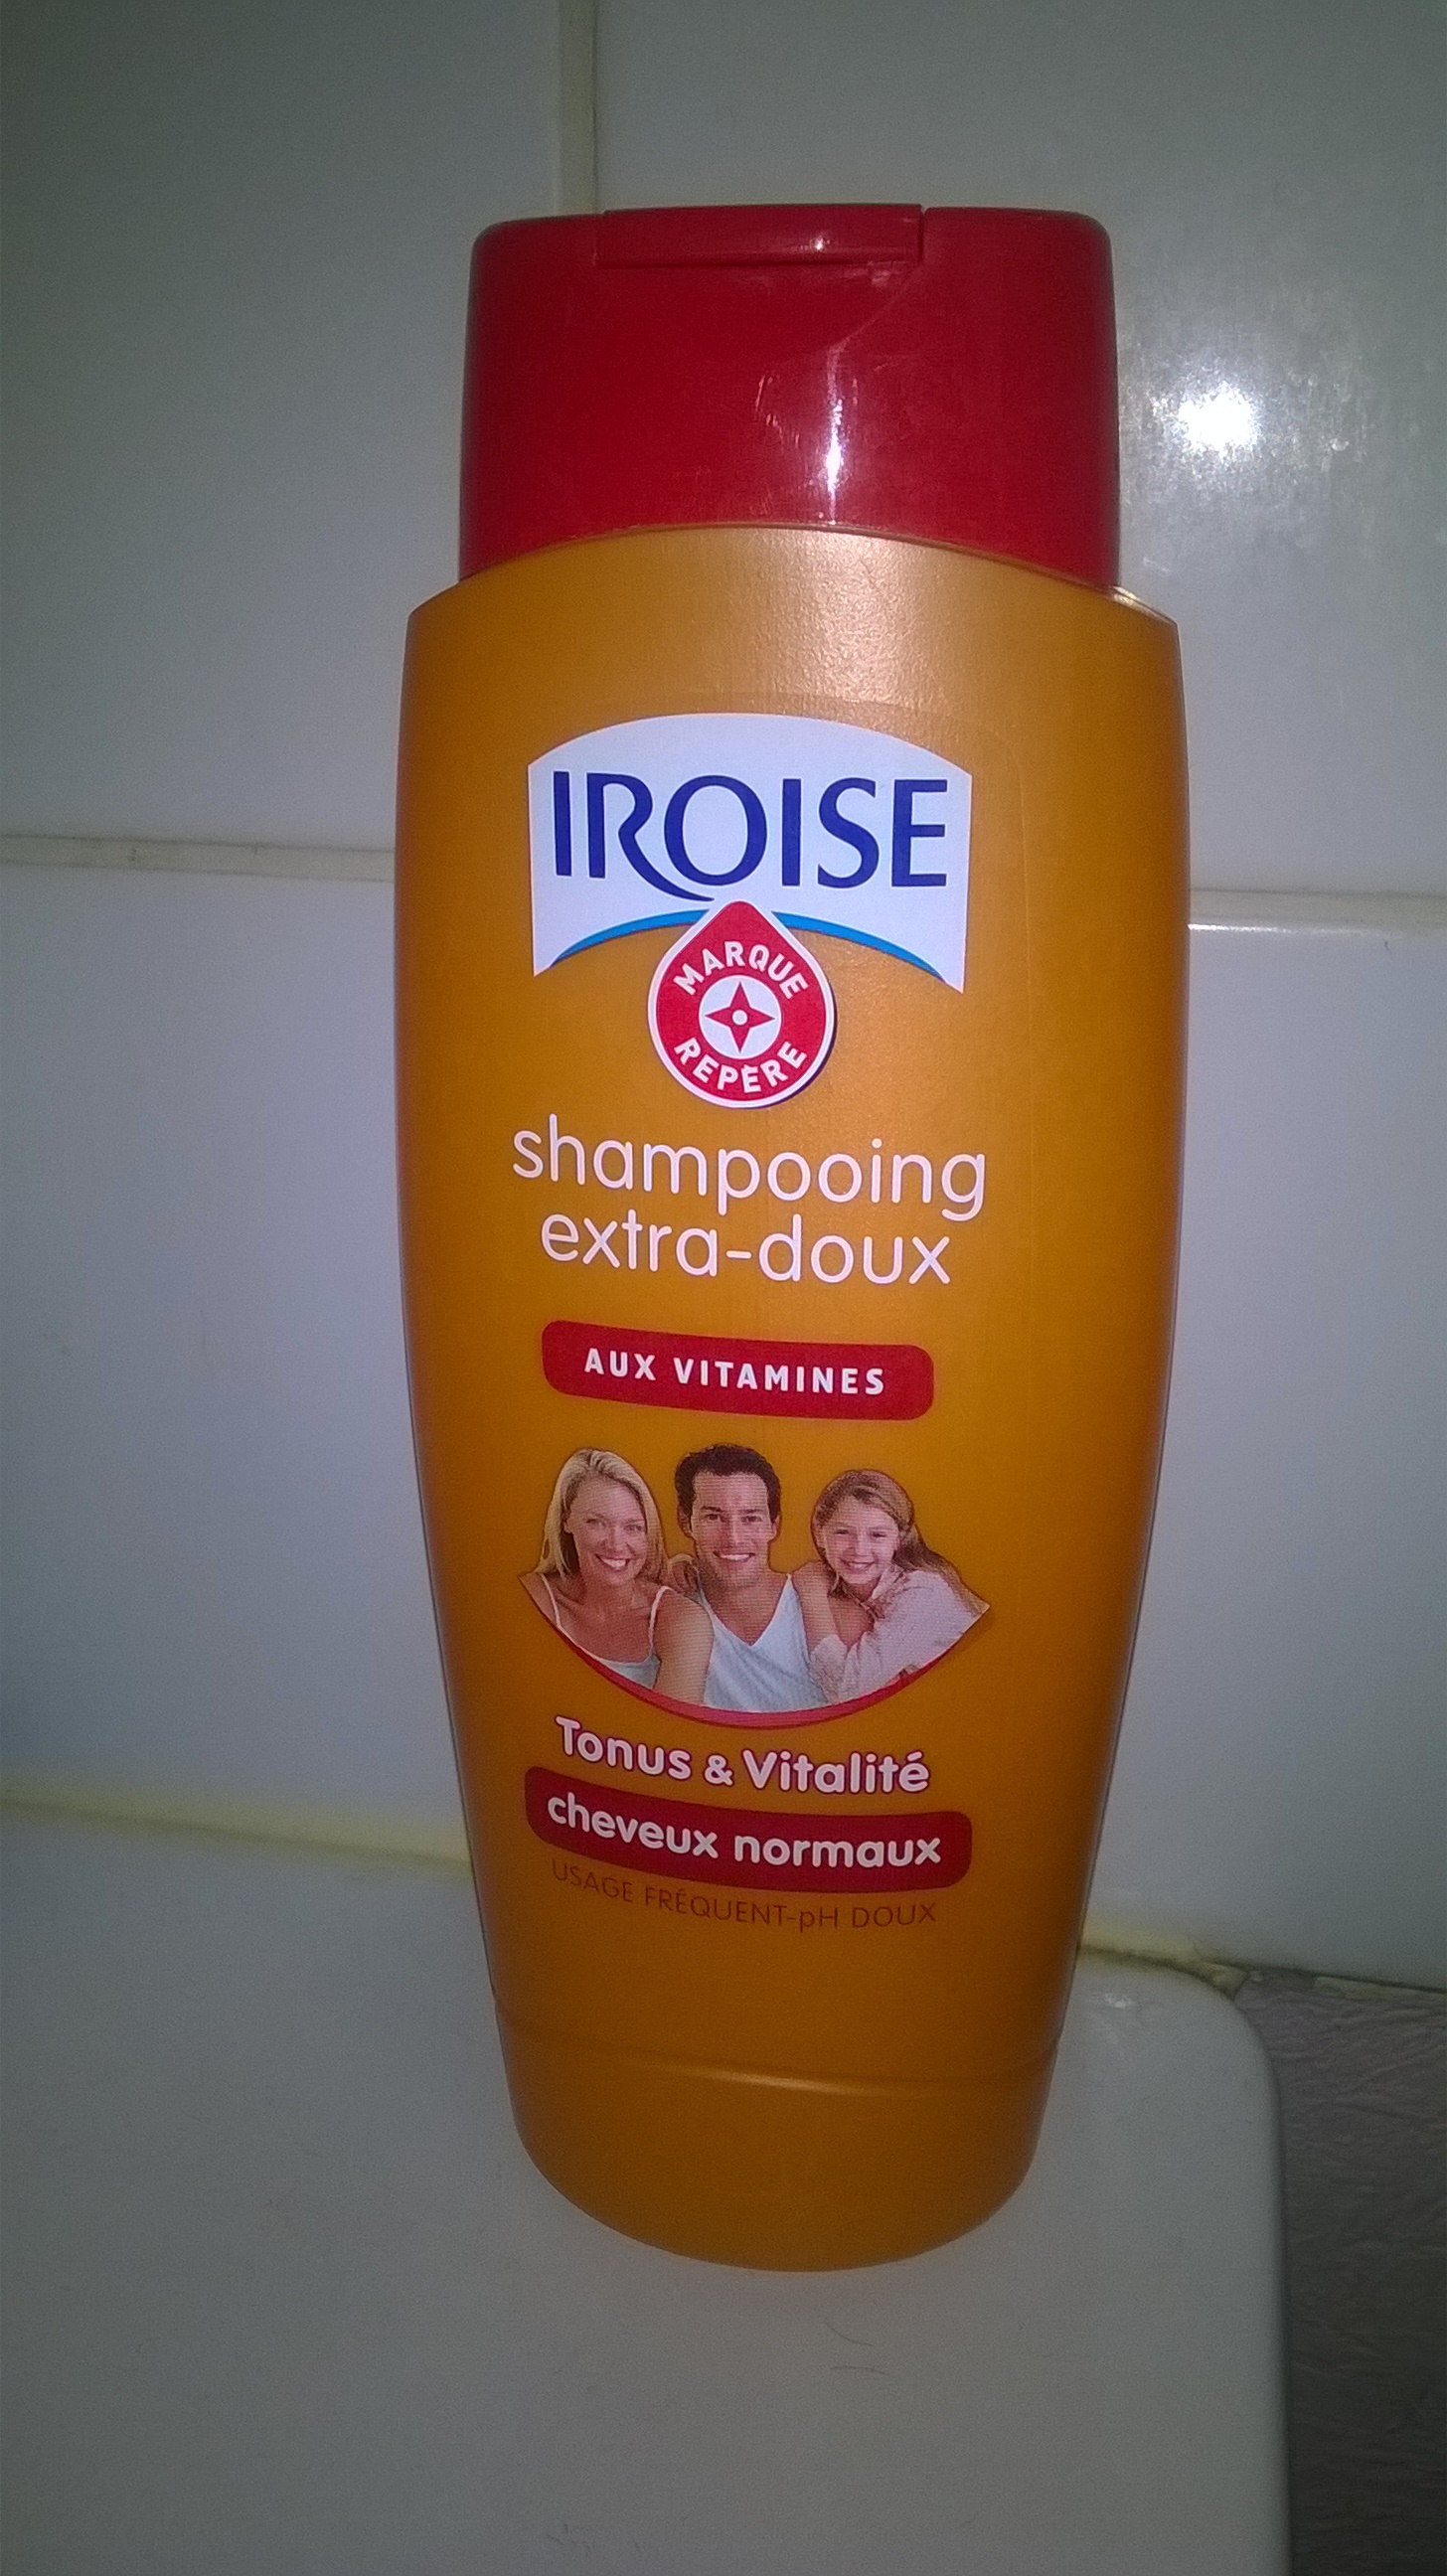 IROISE
MARQUE
REPÈRE
shampooing
extra-doux
AUX VITAMINES
Tonus & Vitalité
cheveux normaux
USAGE FRÉQUENT-pH DOUX